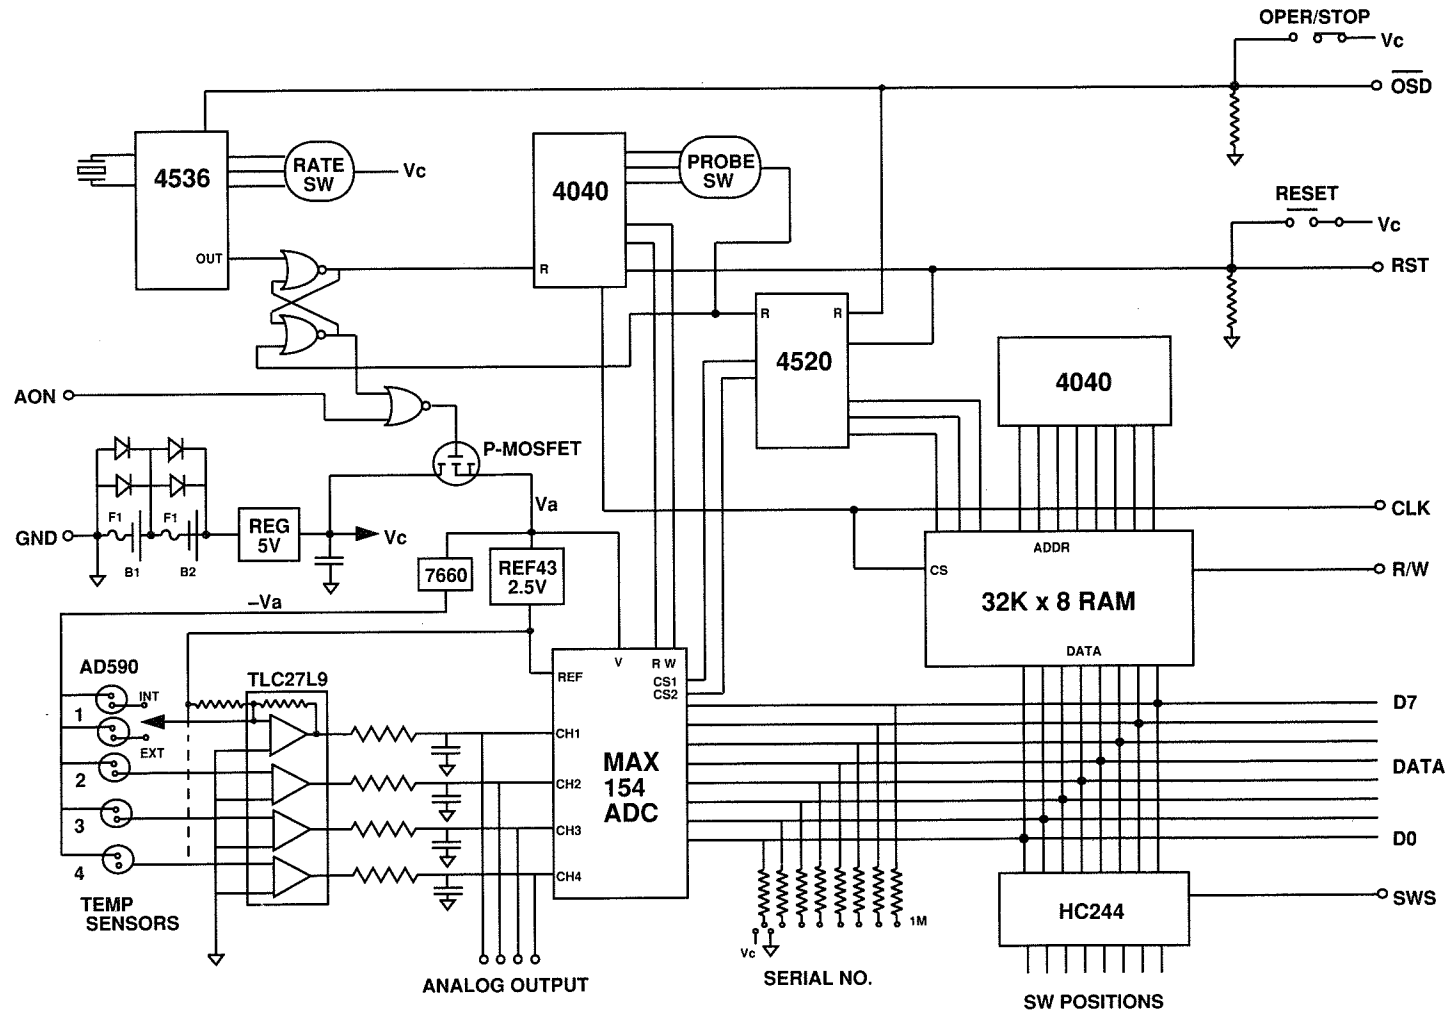 OPER/STOP
Vc
OSD
4536
RATE
SW
Vc
4040
PROBE
SW
RESET
Vc
OUT
R
RST
R
R
4520
4040
AON
P-MOSFET
Va
F1
F1
GND
REG
5V
Vc
B1
B2
CLK
ADDR
CS
R/W
7660
REF43
2.5V
32K x 8 RAM
–Va
DATA
AD590
TLC27L9
V
R W
REF
CS1
CS2
INT
1
EXT
D7
CH1
MAX
154
ADC
DATA
2
CH2
3
CH3
D0
4
CH4
TEMP
SENSORS
1M
HC244
SWS
Vc
ANALOG OUTPUT
SERIAL NO.
SW POSITIONS